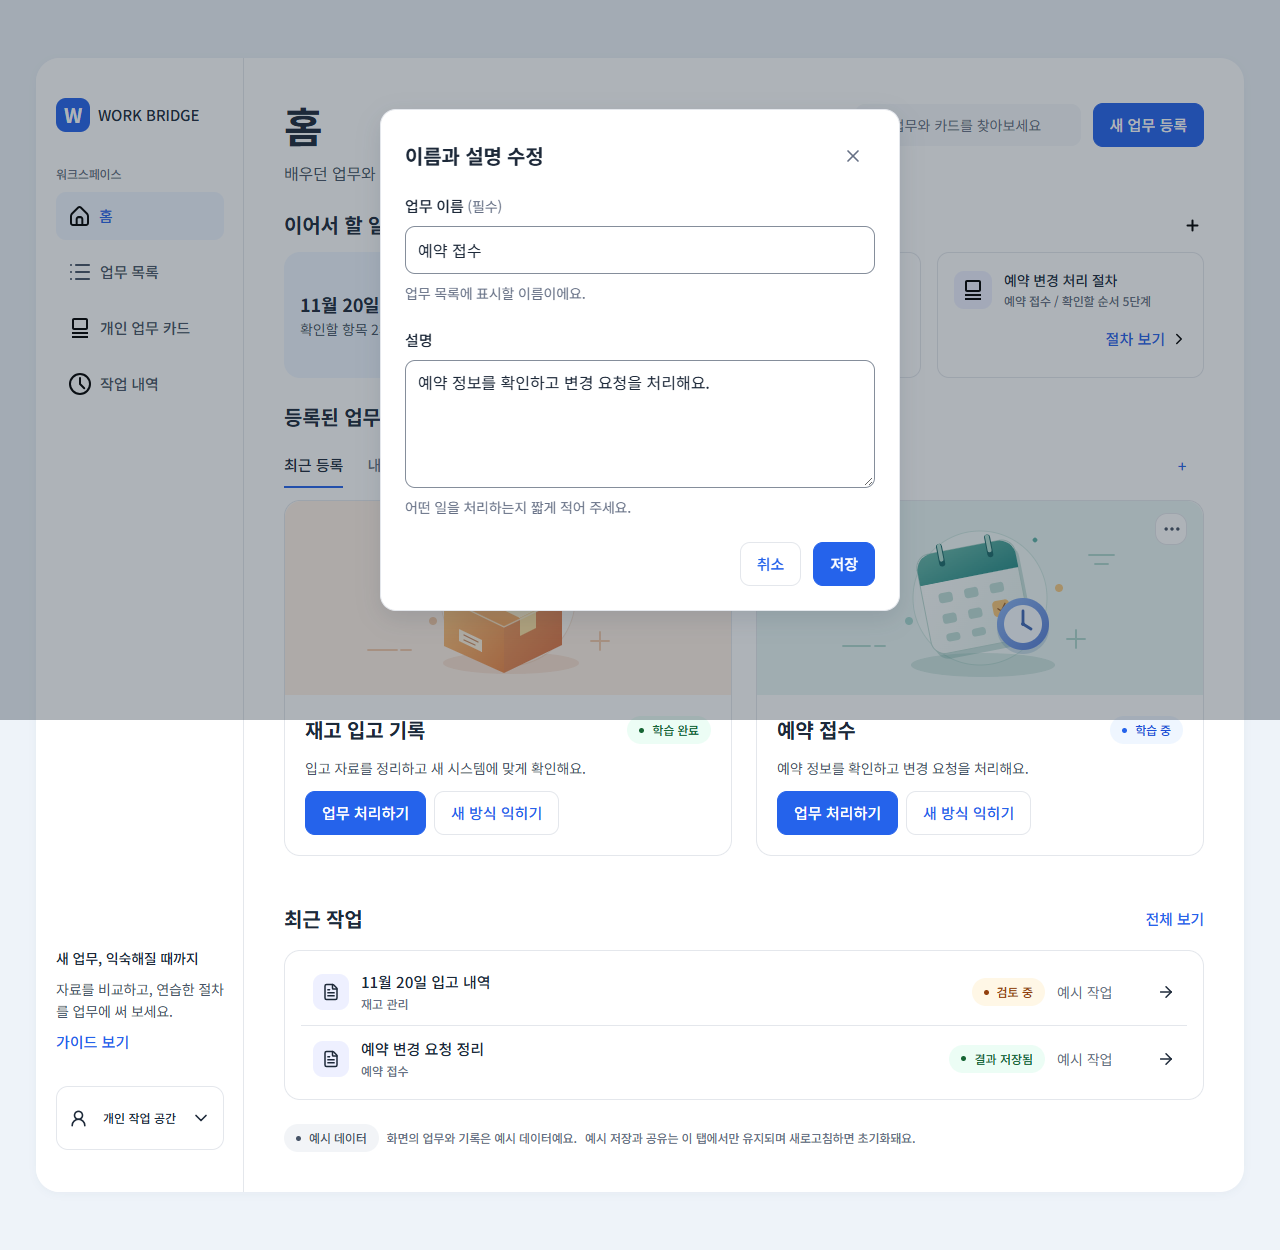 W WORK BRIDGE
워크스페이스
홈
업무 목록
개인 업무 카드
작업 내역
새 업무, 익숙해질 때까지
자료를 비교하고, 연습한 절차
를 업무에 써 보세요.
가이드 보기
개인 작업 공간
홈
배우던 업무와
업무와 카드를 찾아보세요
새 업무 등록
이어서 할 일
11월 20일
확인할 항목 2
예약 변경 처리 절차
예약 접수 / 확인할 순서 5단계
절차 보기
등록된 업무
최근 등록
내
+
이름과 설명 수정
업무 이름 (필수)
예약 접수
업무 목록에 표시할 이름이에요.
설명
예약 정보를 확인하고 변경 요청을 처리해요.
어떤 일을 처리하는지 짧게 적어 주세요.
취소
저장
재고 입고 기록
학습 완료
입고 자료를 정리하고 새 시스템에 맞게 확인해요.
업무 처리하기
새 방식 익히기
예약 접수
학습 중
예약 정보를 확인하고 변경 요청을 처리해요.
업무 처리하기
새 방식 익히기
최근 작업
전체 보기
11월 20일 입고 내역
재고 관리
검토 중
예시 작업
예약 변경 요청 정리
예약 접수
결과 저장됨
예시 작업
예시 데이터
화면의 업무와 기록은 예시 데이터예요. 예시 저장과 공유는 이 탭에서만 유지되며 새로고침하면 초기화돼요.